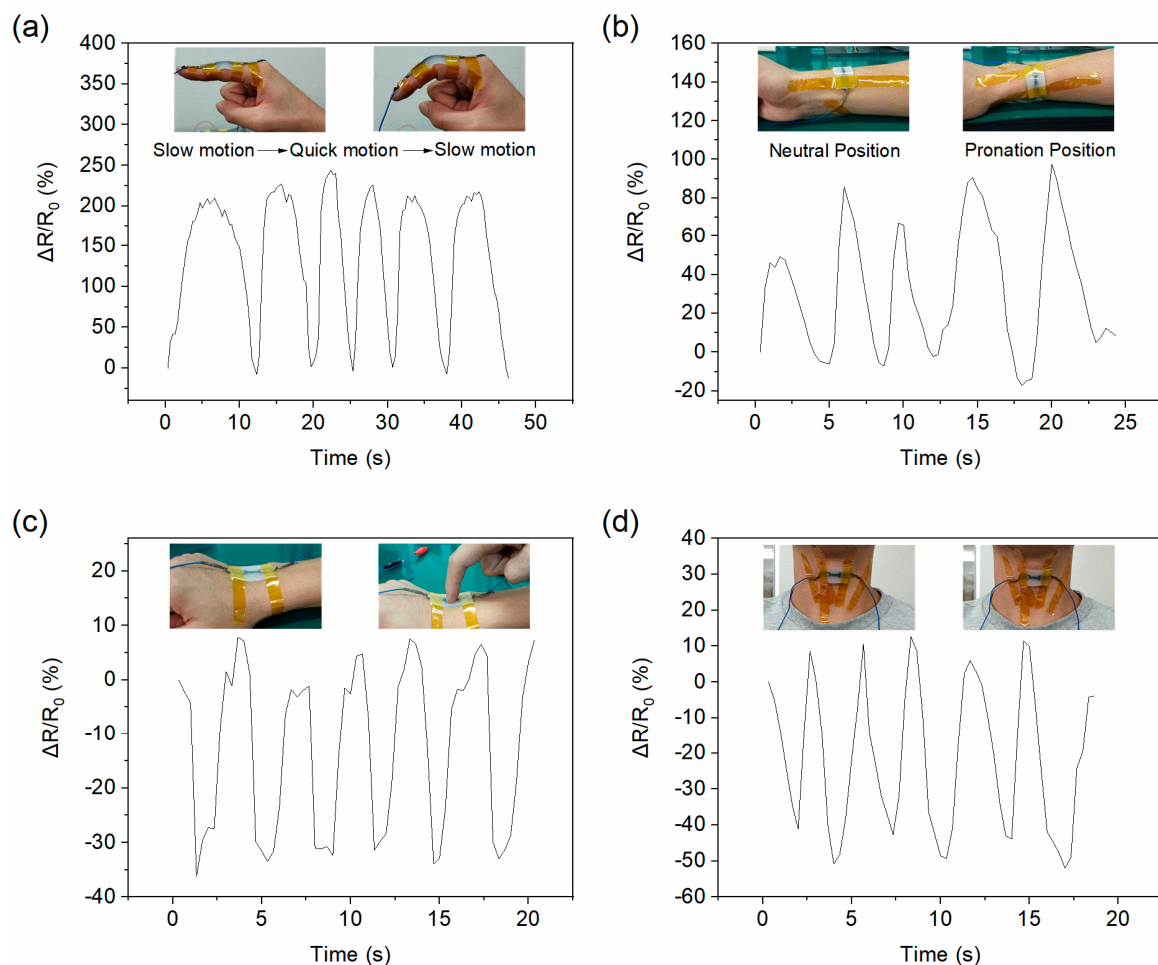 (a)
400
350
300
250
200
150
100
50
0
ΔR/R₀ (%)
Slow motion → Quick motion → Slow motion
0 10 20 30 40 50
Time (s)
(b)
160
140
120
100
80
60
40
20
0
-20
ΔR/R₀ (%)
Neutral Position Pronation Position
0 5 10 15 20 25
Time (s)
(c)
20
10
0
-10
-20
-30
-40
ΔR/R₀ (%)
0 5 10 15 20
Time (s)
(d)
40
30
20
10
0
-10
-20
-30
-40
-50
-60
ΔR/R₀ (%)
0 5 10 15 20
Time (s)